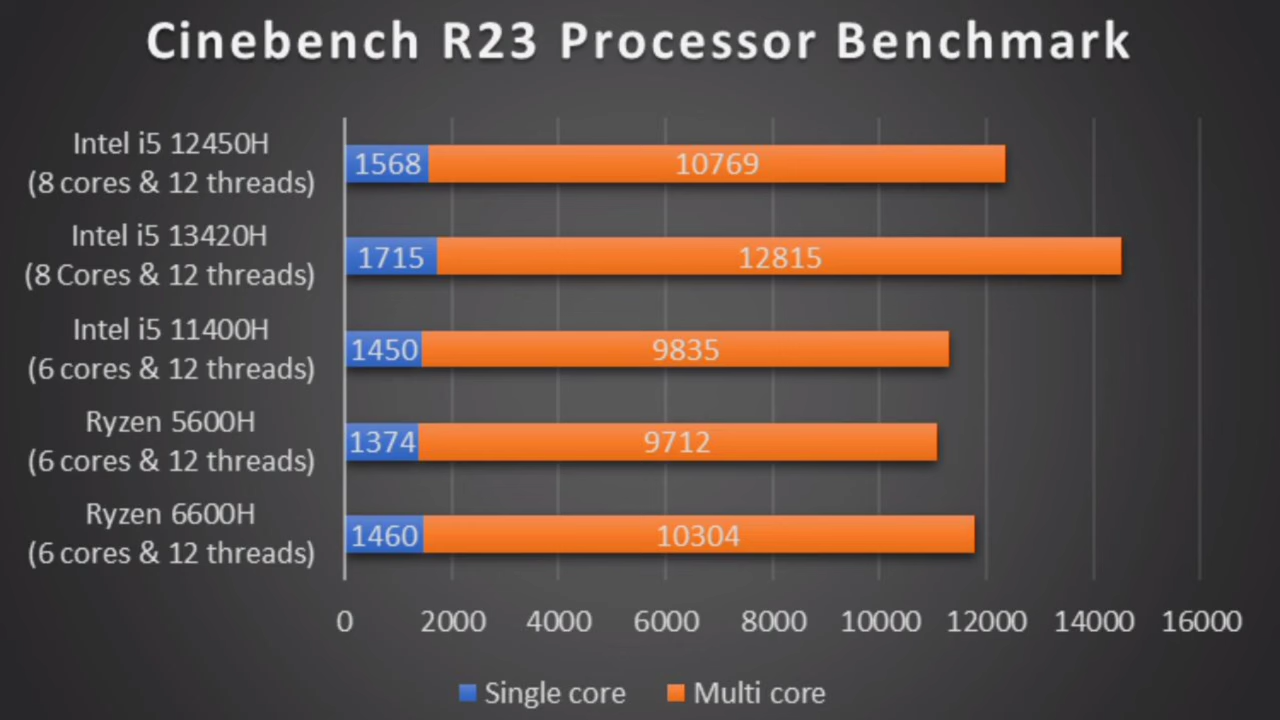 Cinebench R23 Processor Benchmark
Intel i5 12450H
(8 cores & 12 threads)
1568 10769
Intel i5 13420H
(8 Cores & 12 threads)
1715 12815
Intel i5 11400H
(6 cores & 12 threads)
1450 9835
Ryzen 5600H
(6 cores & 12 threads)
1374 9712
Ryzen 6600H
(6 cores & 12 threads)
1460 10304
0 2000 4000 6000 8000 10000 12000 14000 16000
Single core Multi core